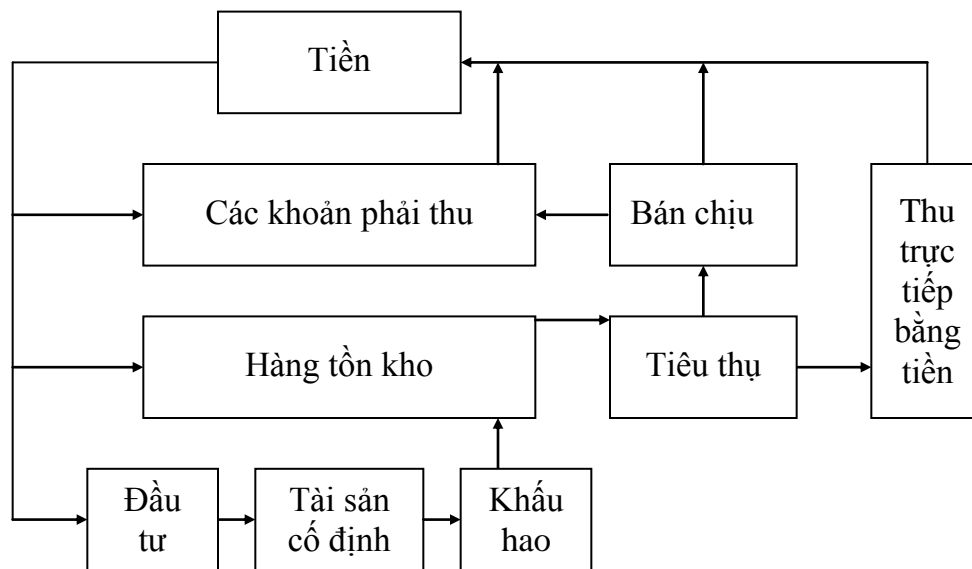 Tiền
Các khoản phải thu
Bán chịu
Thu
trực
tiếp
bằng
tiền
Hàng tồn kho
Tiêu thụ
Đầu
tư
Tài sản
cố định
Khấu
hao